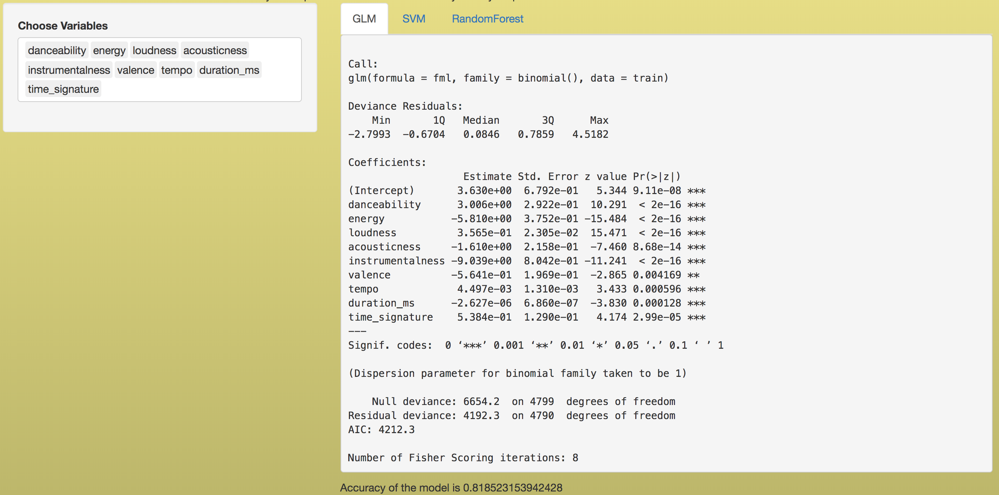 Choose Variables
danceability energy loudness acousticness
instrumentalness valence tempo duration_ms
time_signature
GLM SVM RandomForest
Call:
glm(formula = fml, family = binomial(), data = train)
Deviance Residuals:
Min 1Q Median 3Q Max
-2.7993 -0.6704 0.0846 0.7859 4.5182
Coefficients:
Estimate Std. Error z value Pr(>|z|)
(Intercept) 3.630e+00 6.792e-01 5.344 9.11e-08 ***
danceability 3.006e+00 2.922e-01 10.291 < 2e-16 ***
energy -5.810e+00 3.752e-01 -15.484 < 2e-16 ***
loudness 3.565e-01 2.305e-02 15.471 < 2e-16 ***
acousticness -1.610e+00 2.158e-01 -7.460 8.68e-14 ***
instrumentalness -9.039e+00 8.042e-01 -11.241 < 2e-16 ***
valence -5.641e-01 1.969e-01 -2.865 0.004169 **
tempo 4.497e-03 1.310e-03 3.433 0.000596 ***
duration_ms -2.627e-06 6.860e-07 -3.830 0.000128 ***
time_signature 5.384e-01 1.290e-01 4.174 2.99e-05 ***
---
Signif. codes: 0 ‘***’ 0.001 ‘**’ 0.01 ‘*’ 0.05 ‘.’ 0.1 ‘ ’ 1
(Dispersion parameter for binomial family taken to be 1)
Null deviance: 6654.2 on 4799 degrees of freedom
Residual deviance: 4192.3 on 4790 degrees of freedom
AIC: 4212.3
Number of Fisher Scoring iterations: 8
Accuracy of the model is 0.818523153942428